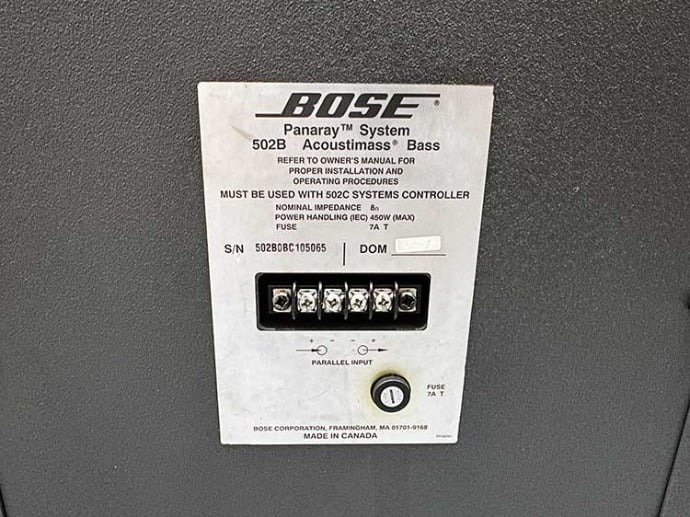 BOSE®
Panaray™ System
502B Acoustimass® Bass
REFER TO OWNER'S MANUAL FOR
PROPER INSTALLATION AND
OPERATING PROCEDURES
MUST BE USED WITH 502C SYSTEMS CONTROLLER
NOMINAL IMPEDANCE 8Ω
POWER HANDLING (IEC) 450W (MAX)
FUSE 7A T
S/N 502B0BC105065 DOM
+ - - +
PARALLEL INPUT
FUSE
7A T
BOSE CORPORATION, FRAMINGHAM, MA 01701-9168
MADE IN CANADA